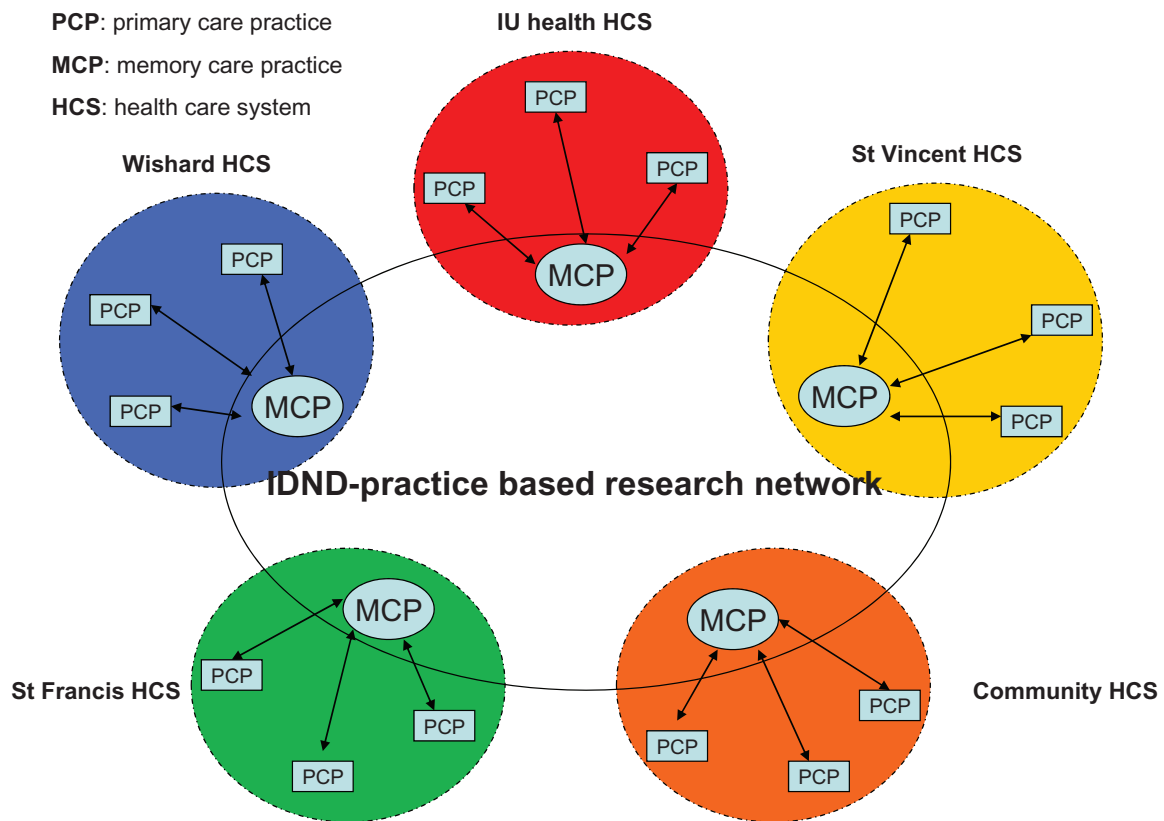 PCP: primary care practice
MCP: memory care practice
HCS: health care system
IU health HCS
PCP
PCP
PCP
MCP
Wishard HCS
PCP
PCP
PCP
MCP
St Vincent HCS
PCP
PCP
PCP
MCP
IDND-practice based research network
St Francis HCS
MCP
PCP
PCP
PCP
Community HCS
MCP
PCP
PCP
PCP